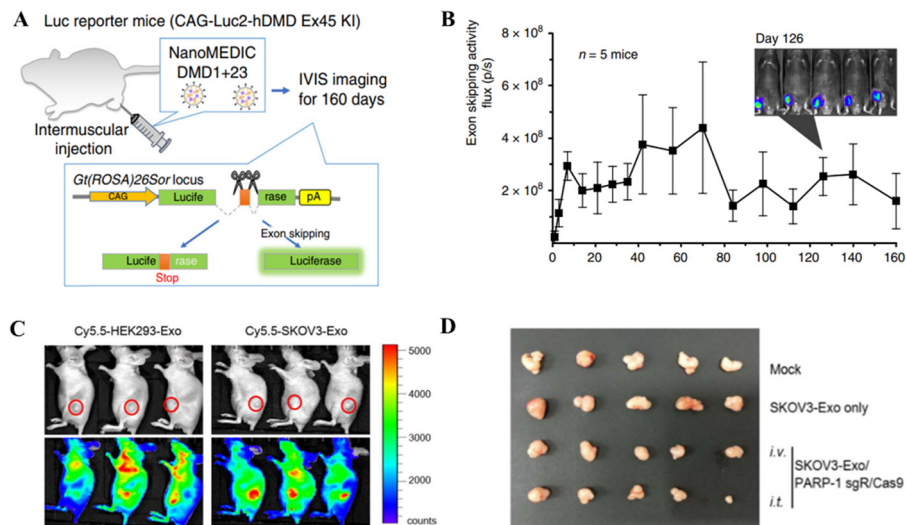 A
Luc reporter mice (CAG-Luc2-hDMD Ex45 KI)
NanoMEDIC
DMD1+23
IVIS imaging
for 160 days
Intermuscular
injection
Gt(ROSA)26Sor locus
CAG
Lucife
rase
pA
Exon skipping
Lucife
rase
Luciferase
Stop
B
Exon skipping activity
flux (p/s)
8 × 10⁸
6 × 10⁸
4 × 10⁸
2 × 10⁸
n = 5 mice
Day 126
0 20 40 60 80 100 120 140 160
C
Cy5.5-HEK293-Exo
Cy5.5-SKOV3-Exo
5000
4000
3000
2000
1000
counts
D
Mock
SKOV3-Exo only
i.v.
SKOV3-Exo/
PARP-1 sgR/Cas9
i.t.